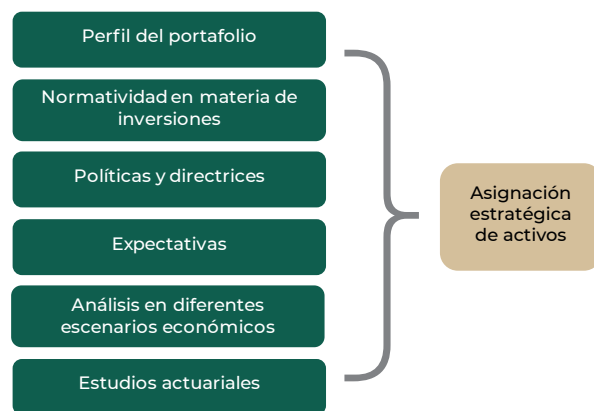 Perfil del portafolio
Normatividad en materia de
inversiones
Políticas y directrices
Expectativas
Análisis en diferentes
escenarios económicos
Estudios actuariales
Asignación
estratégica
de activos